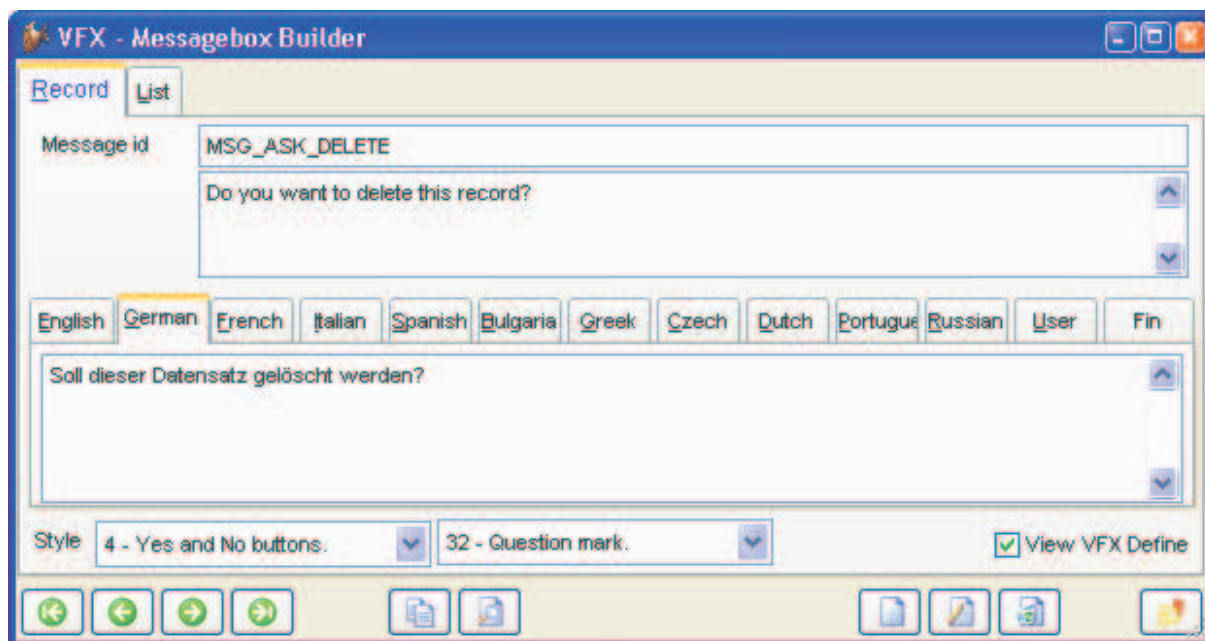 VFX - Messagebox Builder
Record List
Message id MSG_ASK_DELETE
Do you want to delete this record?
English German French Italian Spanish Bulgaria Greek Czech Dutch Portugue Russian User Fin
Soll dieser Datensatz gelöscht werden?
Style 4 - Yes and No buttons. 32 - Question mark. View VFX Define